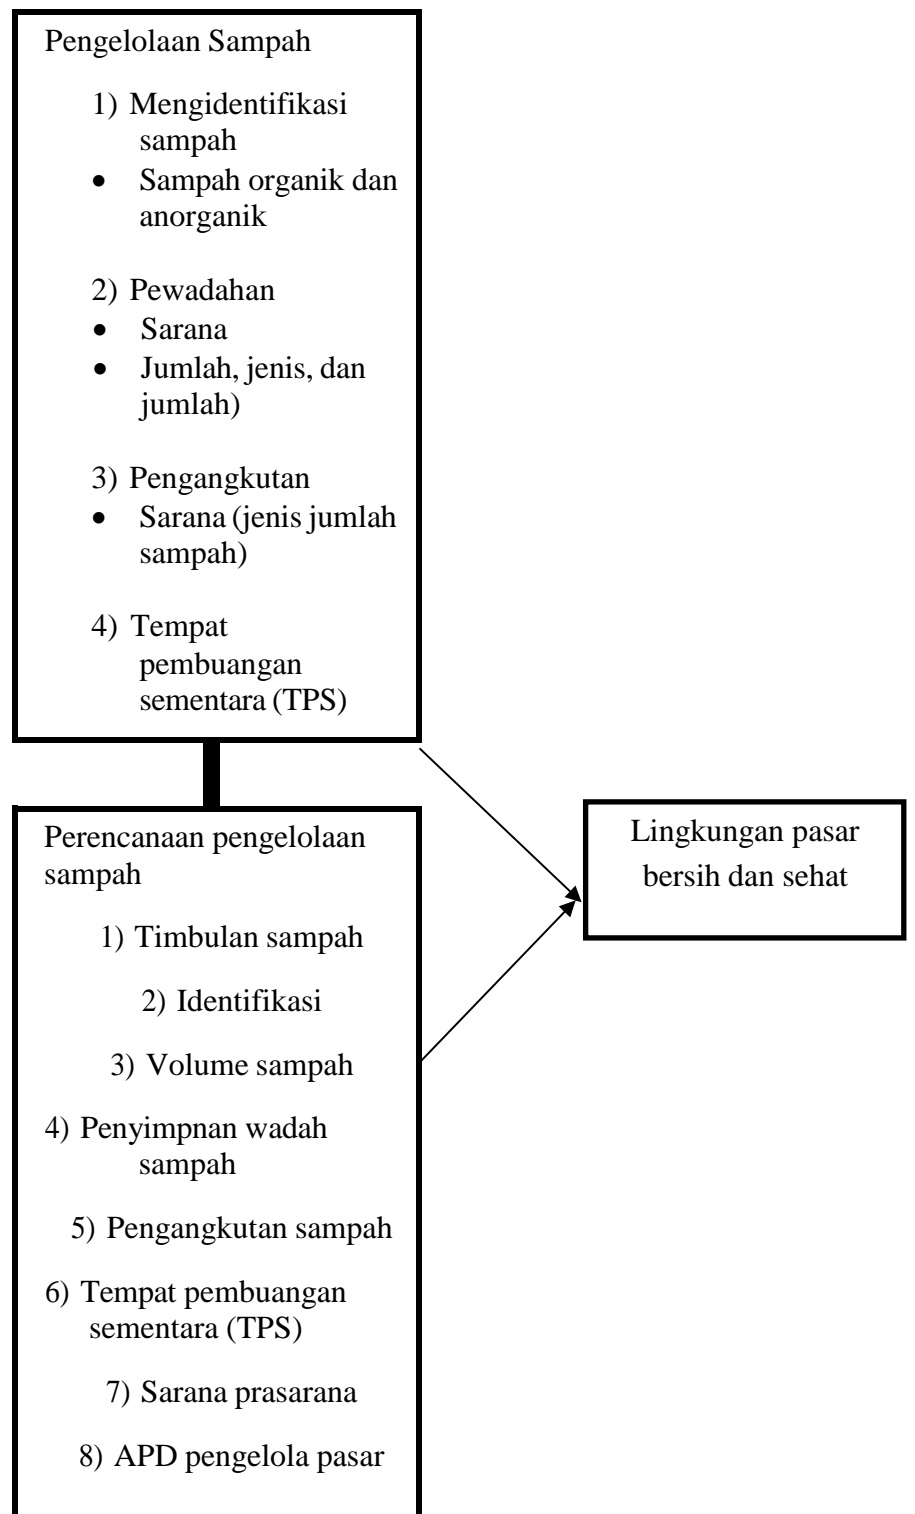 Pengelolaan Sampah
1) Mengidentifikasi
sampah
• Sampah organik dan
anorganik
2) Pewadahan
• Sarana
• Jumlah, jenis, dan
jumlah)
3) Pengangkutan
• Sarana (jenis jumlah
sampah)
4) Tempat
pembuangan
sementara (TPS)
Perencanaan pengelolaan
sampah
1) Timbulan sampah
2) Identifikasi
3) Volume sampah
4) Penyimpnan wadah
sampah
5) Pengangkutan sampah
6) Tempat pembuangan
sementara (TPS)
7) Sarana prasarana
8) APD pengelola pasar
Lingkungan pasar
bersih dan sehat